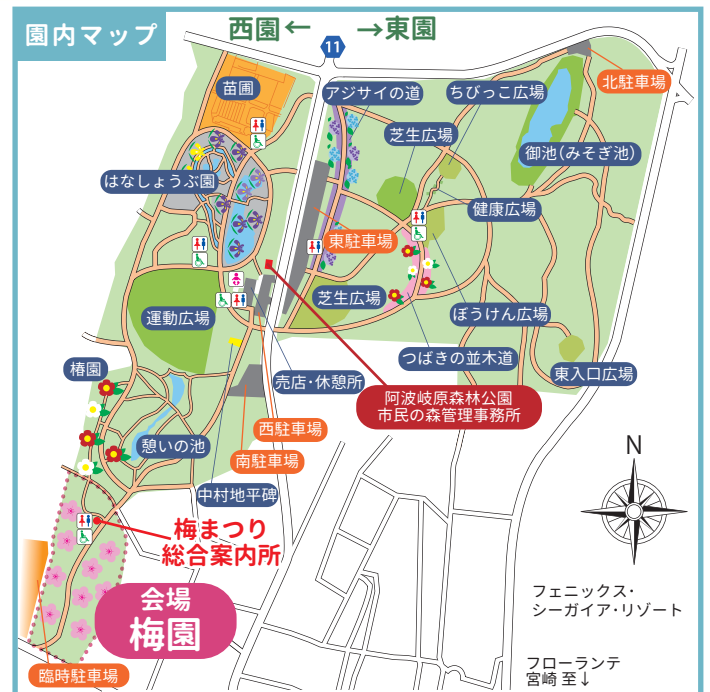 園内マップ
西園←
→東園
11
苗圃
アジサイの道
ちびっこ広場
北駐車場
芝生広場
御池(みそぎ池)
はなしょうぶ園
健康広場
東駐車場
芝生広場
ぼうけん広場
運動広場
つばきの並木道
東入口広場
椿園
売店・休憩所
阿波岐原森林公園
市民の森管理事務所
西駐車場
憩いの池
南駐車場
中村地平碑
N
梅まつり
総合案内所
会場
梅園
フェニックス・
シーガイア・リゾート
臨時駐車場
フローランテ
宮崎 至↓